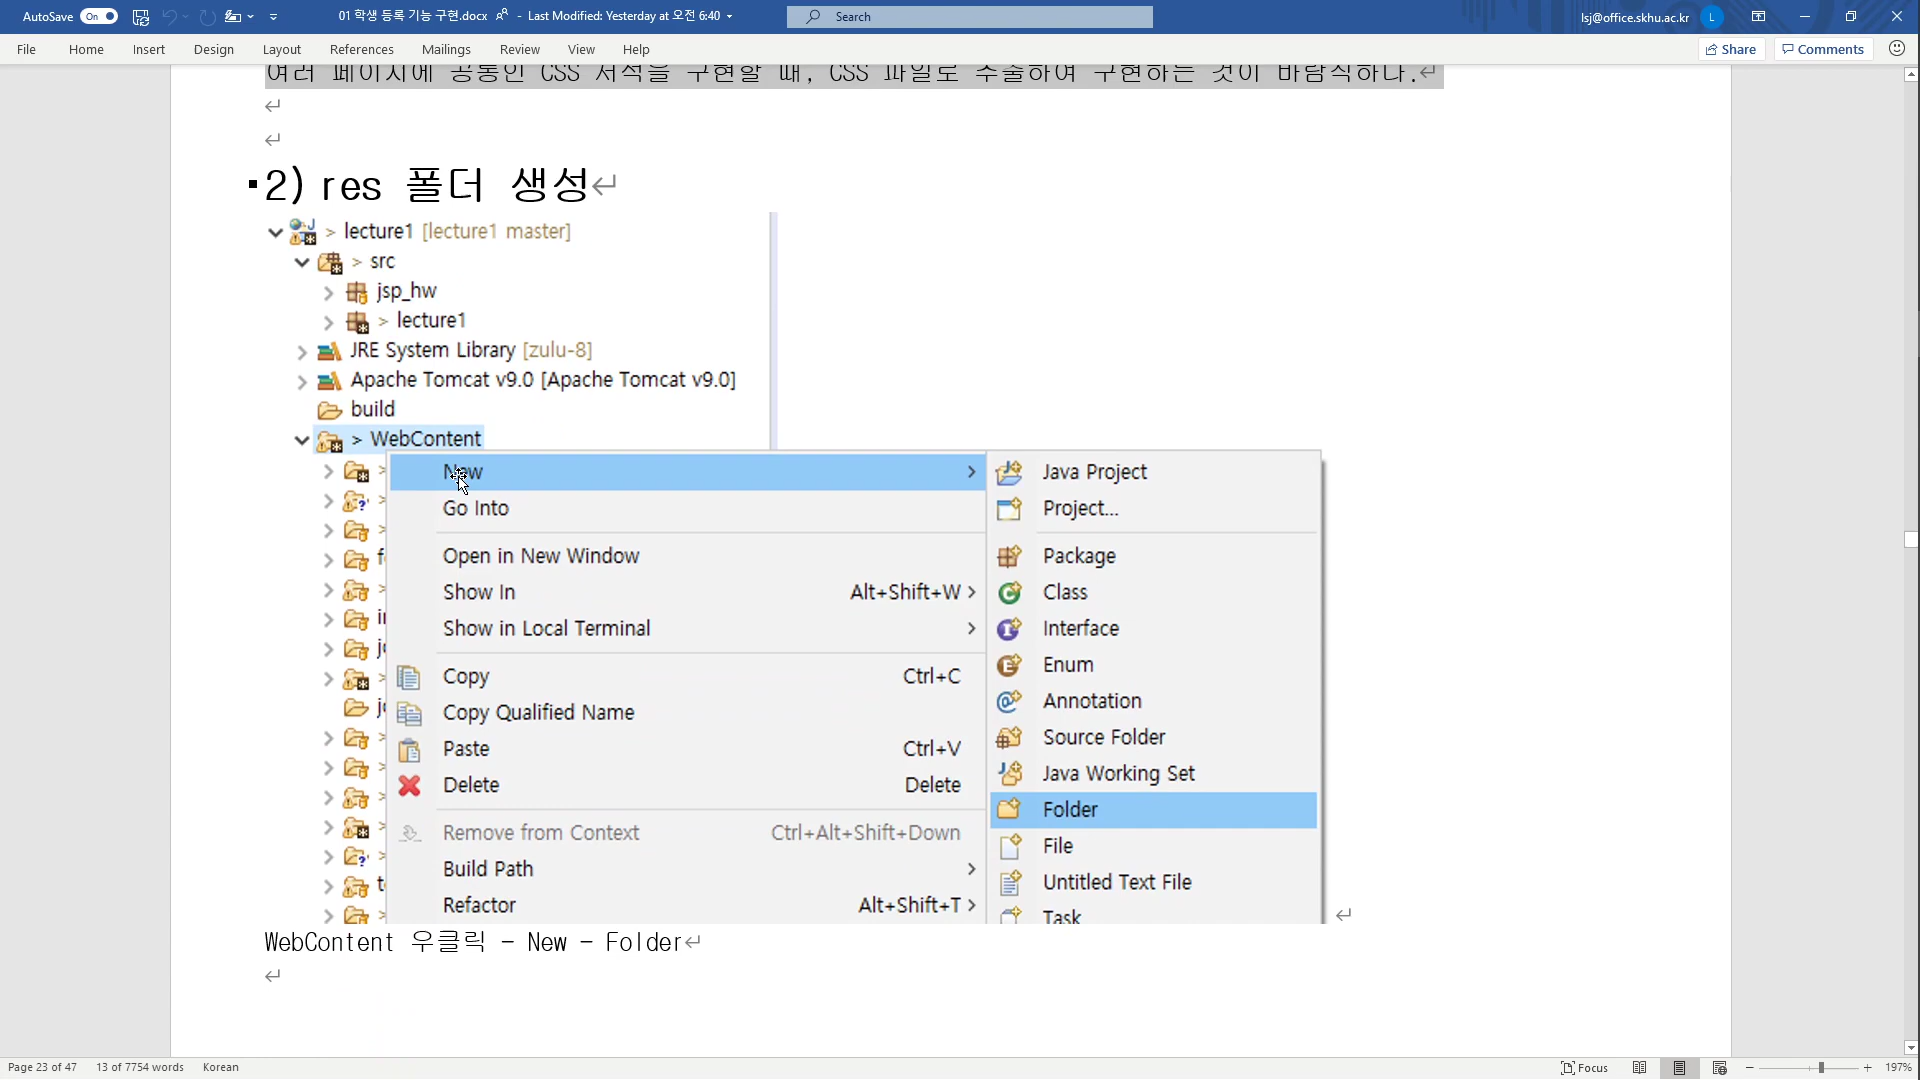 AutoSave On
01 학생 등록 기능 구현.docx - Last Modified: Yesterday at 오전 6:40
Search
lsj@office.skhu.ac.kr L
File Home Insert Design Layout References Mailings Review View Help
Share Comments
여러 페이지에 공통인 CSS 서식을 구현할 때, CSS 파일로 추출하여 구현하는 것이 바람직하다.
2) res 폴더 생성
> lecture1 [lecture1 master]
> src
jsp_hw
> lecture1
JRE System Library [zulu-8]
Apache Tomcat v9.0 [Apache Tomcat v9.0]
build
> WebContent
New
Go Into
Open in New Window
Show In Alt+Shift+W >
Show in Local Terminal
Copy Ctrl+C
Copy Qualified Name
Paste Ctrl+V
Delete Delete
Remove from Context Ctrl+Alt+Shift+Down
Build Path
Refactor Alt+Shift+T >
Java Project
Project...
Package
Class
Interface
Enum
Annotation
Source Folder
Java Working Set
Folder
File
Untitled Text File
Task
WebContent 우클릭 - New - Folder
Page 23 of 47 13 of 7754 words Korean
Focus 197%